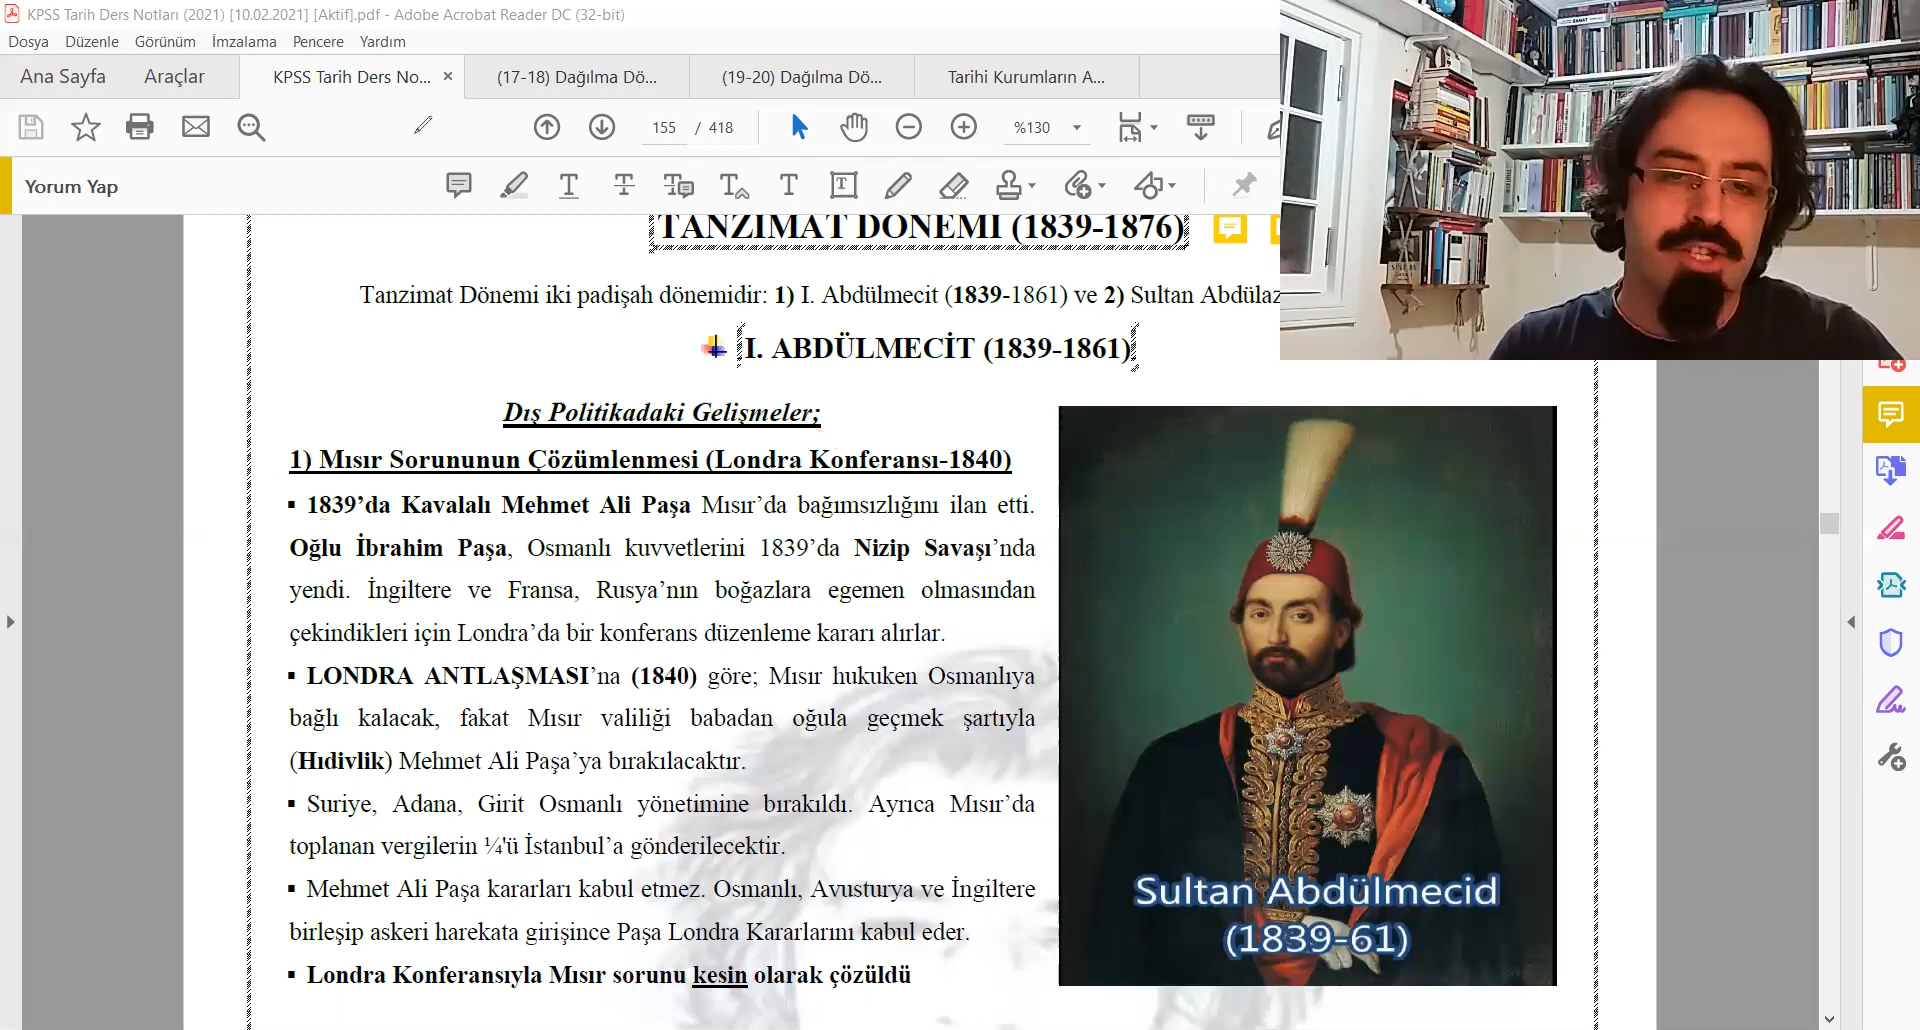 KPSS Tarih Ders Notları (2021) [10.02.2021] [Aktif].pdf - Adobe Acrobat Reader DC (32-bit)
Dosya Düzenle Görünüm İmzalama Pencere Yardım
Ana Sayfa Araçlar KPSS Tarih Ders No... × (17-18) Dağılma Dö... (19-20) Dağılma Dö... Tarihi Kurumların A...
155 / 418 %130
Yorum Yap
TANZİMAT DÖNEMİ (1839-1876)
Tanzimat Dönemi iki padişah dönemidir: 1) I. Abdülmecit (1839-1861) ve 2) Sultan Abdülaz
I. ABDÜLMECİT (1839-1861)
Dış Politikadaki Gelişmeler;
1) Mısır Sorununun Çözümlenmesi (Londra Konferansı-1840)
▪ 1839’da Kavalalı Mehmet Ali Paşa Mısır’da bağımsızlığını ilan etti.
Oğlu İbrahim Paşa, Osmanlı kuvvetlerini 1839’da Nizip Savaşı’nda
yendi. İngiltere ve Fransa, Rusya’nın boğazlara egemen olmasından
çekindikleri için Londra’da bir konferans düzenleme kararı alırlar.
▪ LONDRA ANTLAŞMASI’na (1840) göre; Mısır hukuken Osmanlıya
bağlı kalacak, fakat Mısır valiliği babadan oğula geçmek şartıyla
(Hıdivlik) Mehmet Ali Paşa’ya bırakılacaktır.
▪ Suriye, Adana, Girit Osmanlı yönetimine bırakıldı. Ayrıca Mısır’da
toplanan vergilerin ¼'ü İstanbul’a gönderilecektir.
▪ Mehmet Ali Paşa kararları kabul etmez. Osmanlı, Avusturya ve İngiltere
birleşip askeri harekata girişince Paşa Londra Kararlarını kabul eder.
▪ Londra Konferansıyla Mısır sorunu kesin olarak çözüldü
Sultan Abdülmecid
(1839-61)